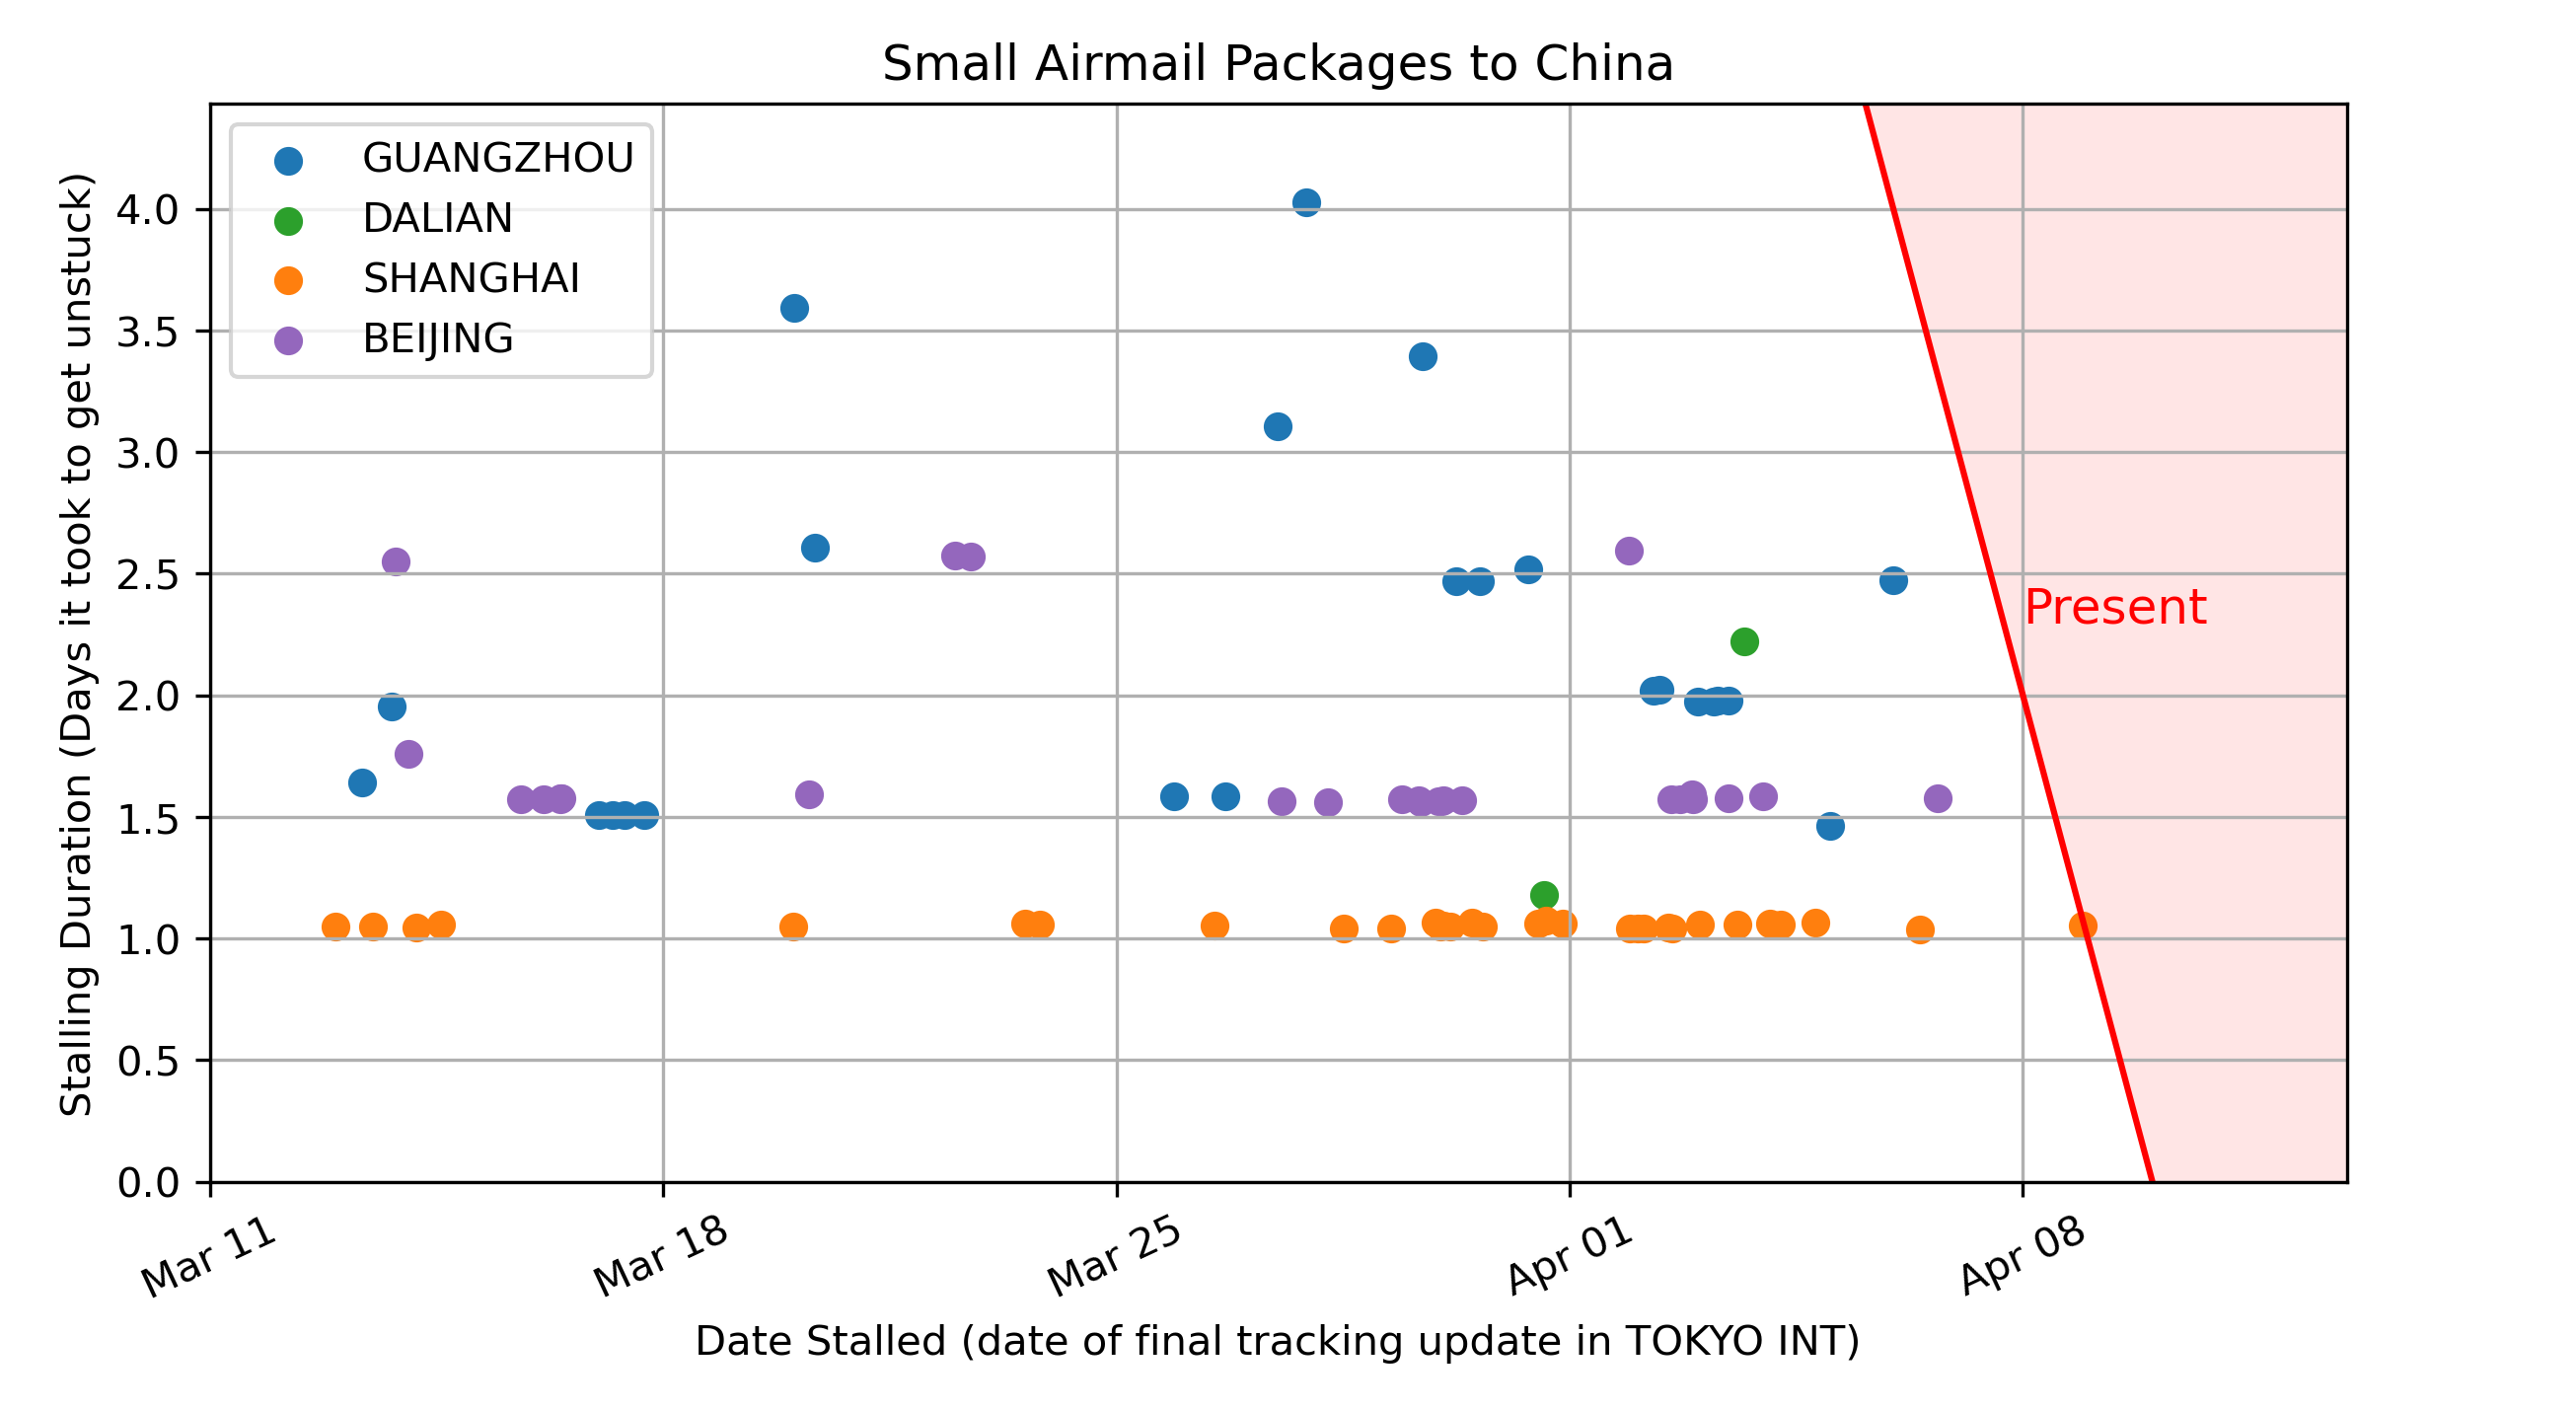 Small Airmail Packages to China
GUANGZHOU
DALIAN
SHANGHAI
BEIJING
Stalling Duration (Days it took to get unstuck)
4.0
3.5
3.0
2.5
2.0
1.5
1.0
0.5
0.0
Present
Mar 11
Mar 18
Mar 25
Apr 01
Apr 08
Date Stalled (date of final tracking update in TOKYO INT)